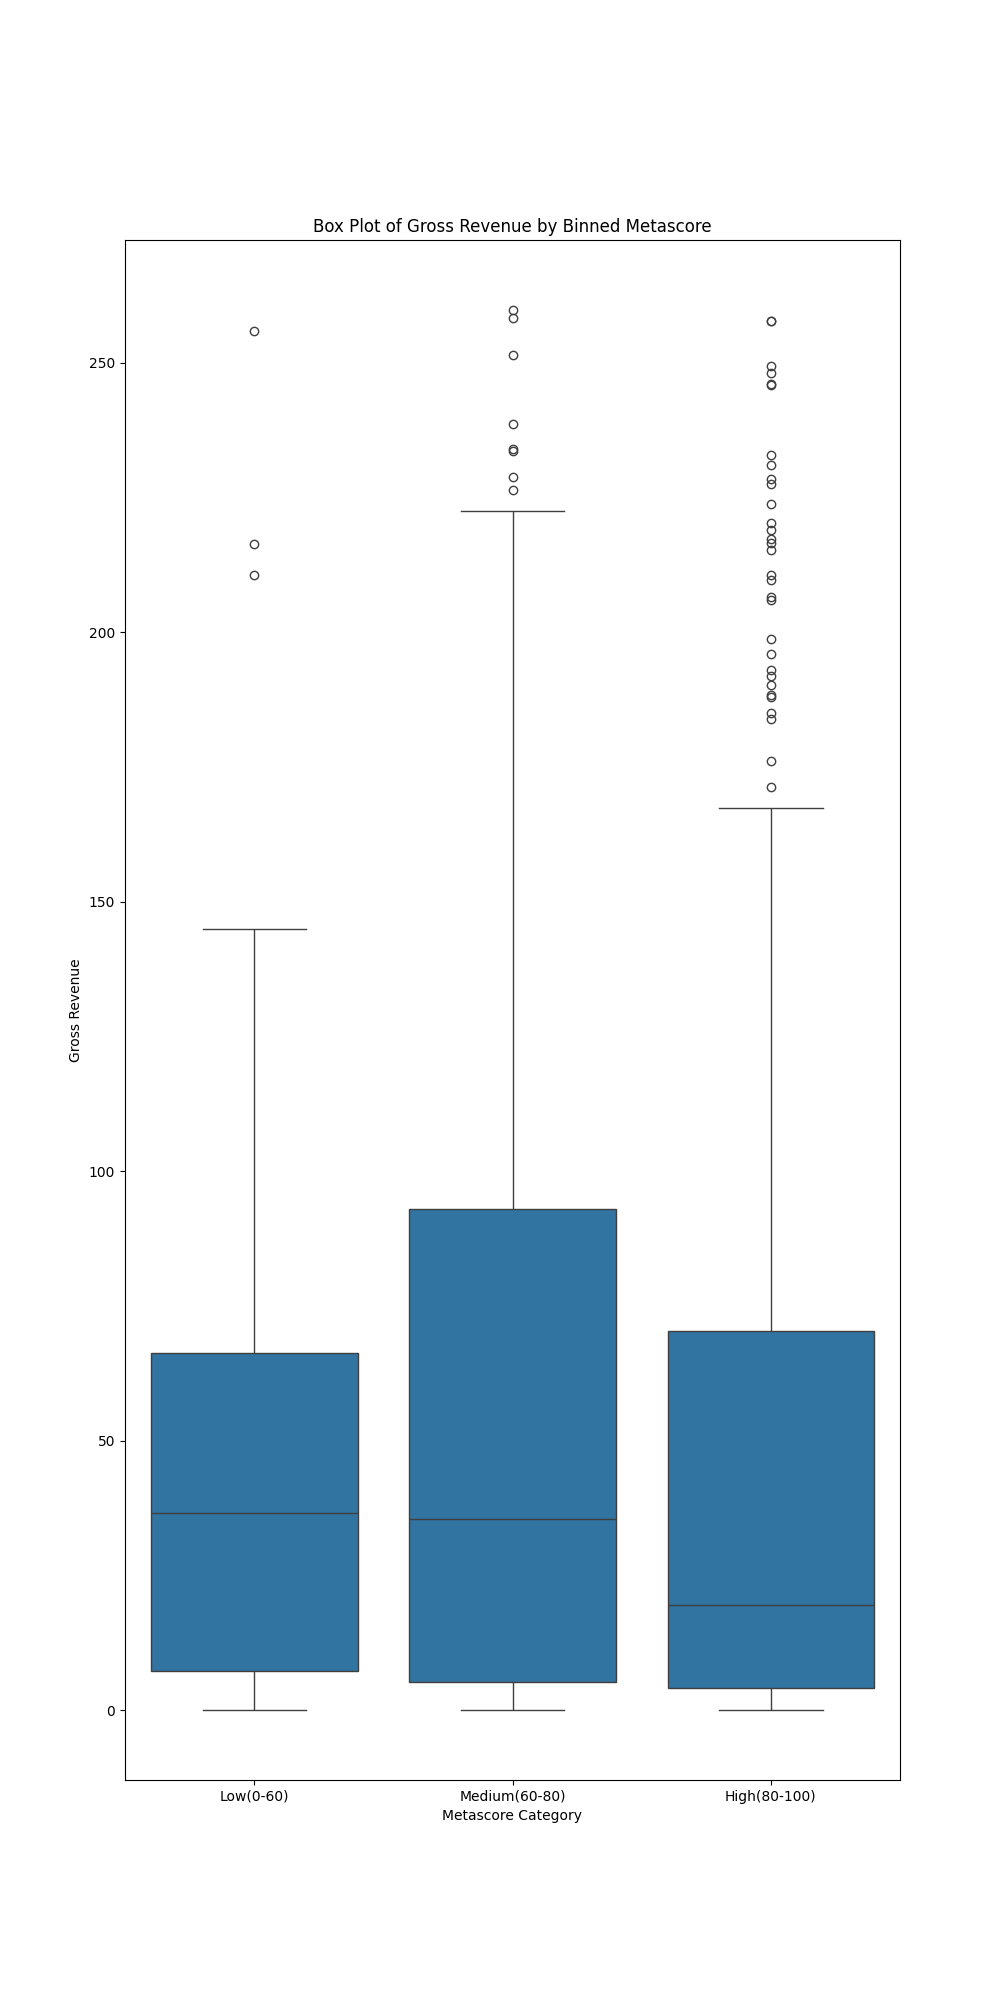 Box Plot of Gross Revenue by Binned Metascore
250
200
150
100
50
0
Gross Revenue
Low(0-60) Medium(60-80) High(80-100)
Metascore Category